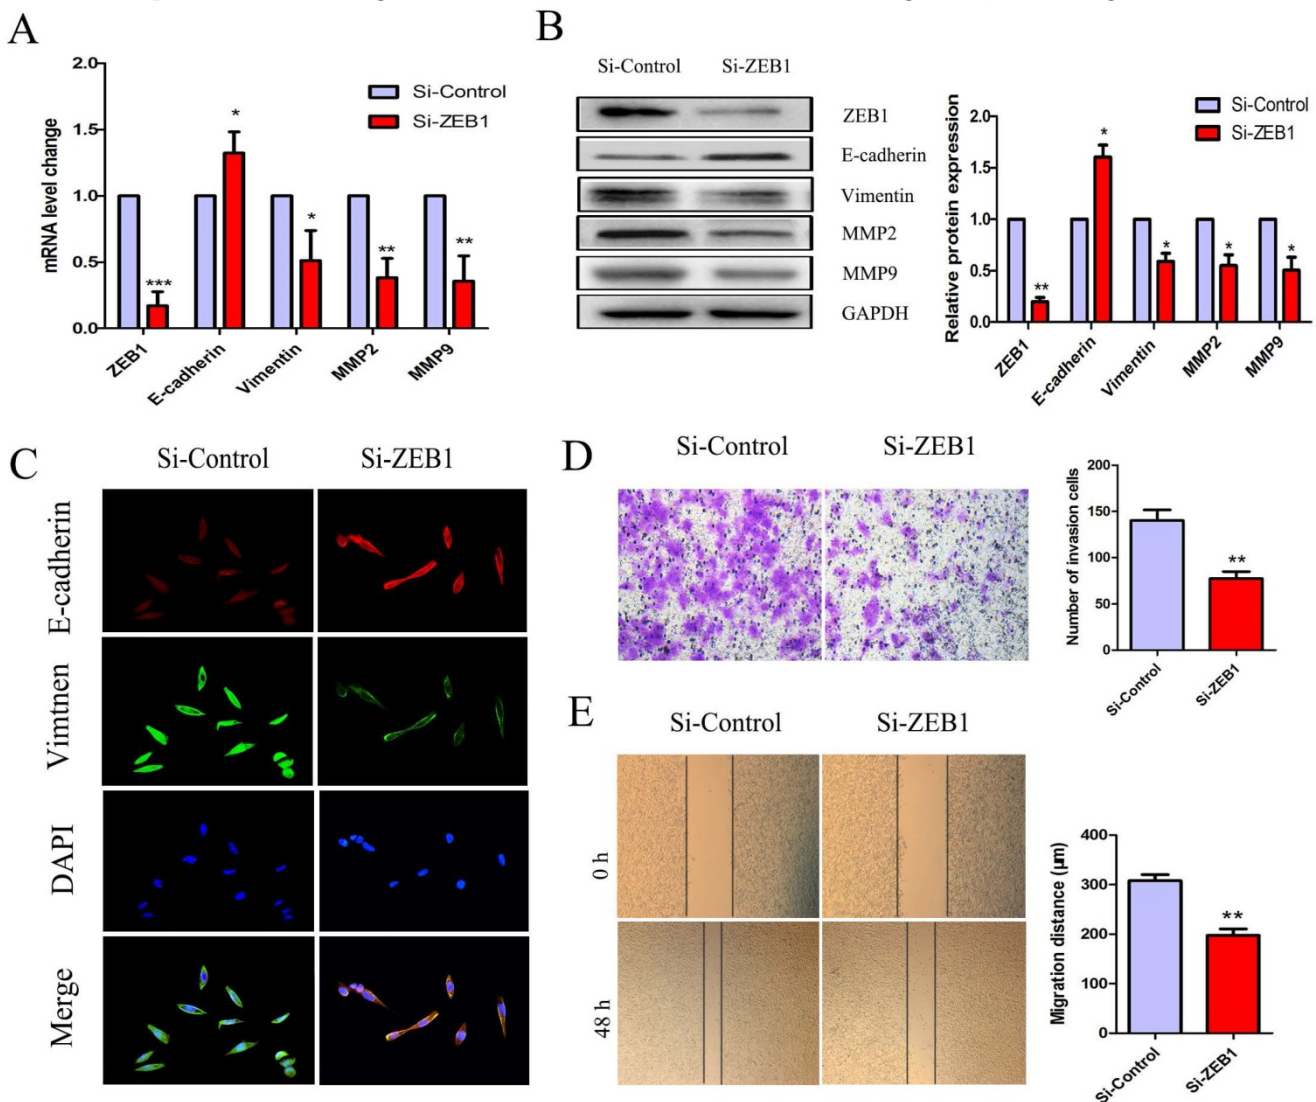 A
mRNA level change
2.0
1.5
1.0
0.5
0.0
Si-Control
Si-ZEB1
*
***
*
**
**
ZEB1
E-cadherin
Vimentin
MMP2
MMP9
B
Si-Control Si-ZEB1
ZEB1
E-cadherin
Vimentin
MMP2
MMP9
GAPDH
Relative protein expression
2.0
1.5
1.0
0.5
0.0
Si-Control
Si-ZEB1
**
*
*
*
*
ZEB1
E-cadherin
Vimentin
MMP2
MMP9
C
Si-Control Si-ZEB1
E-cadherin
Vimtnen
DAPI
Merge
D
Si-Control Si-ZEB1
Number of invasion cells
200
150
100
50
0
**
Si-Control
Si-ZEB1
E
Si-Control Si-ZEB1
0 h
48 h
Migration distance (μm)
400
300
200
100
0
**
Si-Control
Si-ZEB1